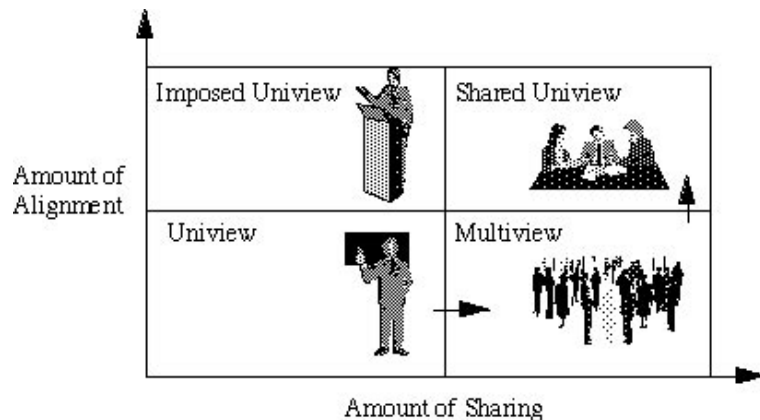 Imposed Uniview
Shared Uniview
Amount of
Alignment
Uniview
Multiview
Amount of Sharing